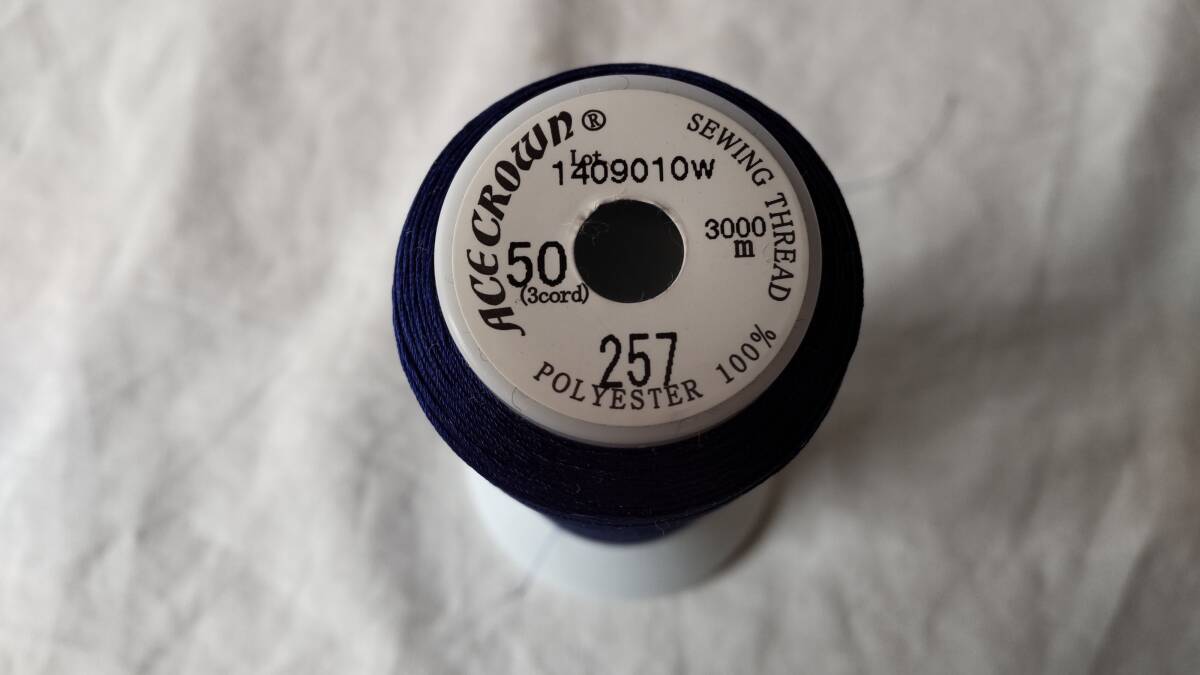 ACECROWN®
SEWING THREAD
Lot
1409010W
3000
m
50
(3cord)
257
POLYESTER 100%